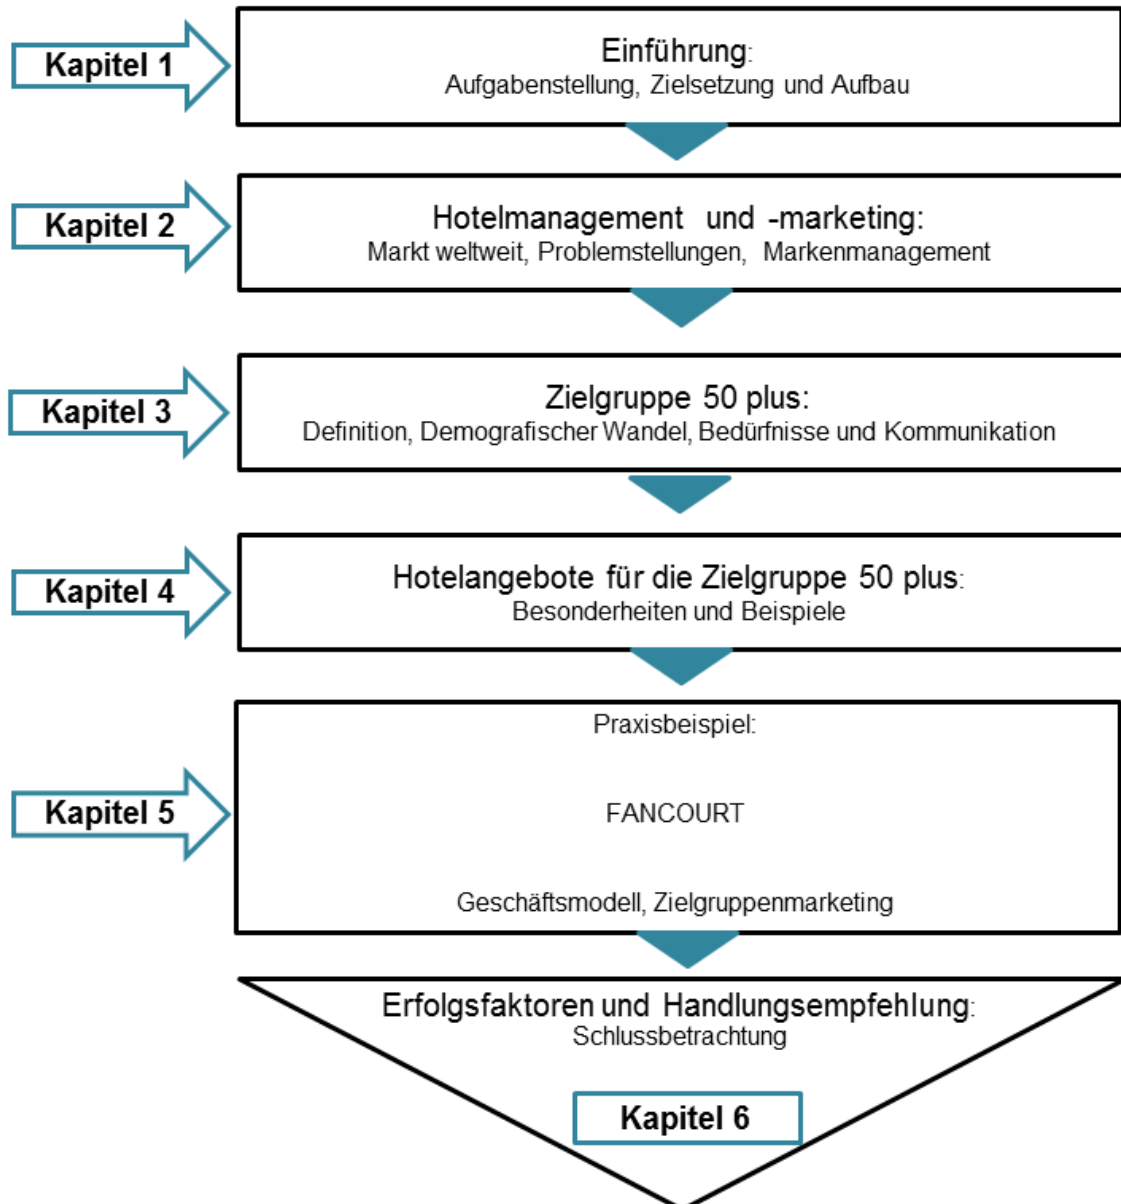 Kapitel 1
Einführung:
Aufgabenstellung, Zielsetzung und Aufbau
Kapitel 2
Hotelmanagement und -marketing:
Markt weltweit, Problemstellungen, Markenmanagement
Kapitel 3
Zielgruppe 50 plus:
Definition, Demografischer Wandel, Bedürfnisse und Kommunikation
Kapitel 4
Hotelangebote für die Zielgruppe 50 plus:
Besonderheiten und Beispiele
Kapitel 5
Praxisbeispiel:
FANCOURT
Geschäftsmodell, Zielgruppenmarketing
Erfolgsfaktoren und Handlungsempfehlung:
Schlussbetrachtung
Kapitel 6